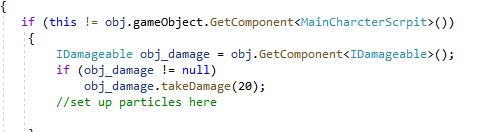 {
if (this != obj.gameObject.GetComponent<MainCharcterScrpit>())
{
IDamageable obj_damage = obj.GetComponent<IDamageable>();
if (obj_damage != null)
obj_damage.takeDamage(20);
//set up particles here
}